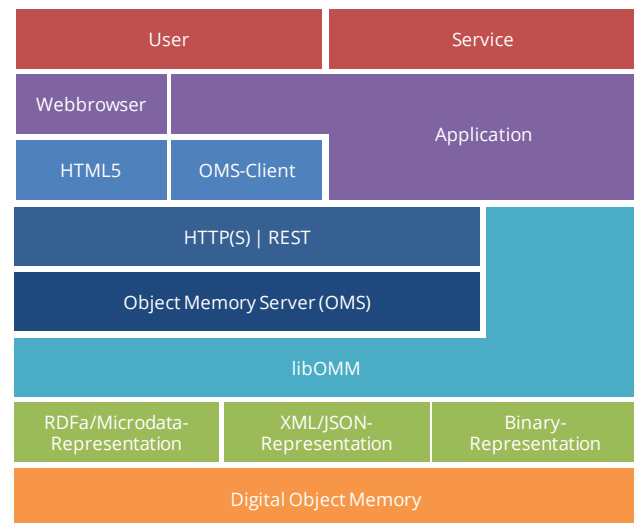 User
Service
Webbrowser
Application
HTML5
OMS-Client
HTTP(S) | REST
Object Memory Server (OMS)
libOMM
RDFa/Microdata-
Representation
XML/JSON-
Representation
Binary-
Representation
Digital Object Memory